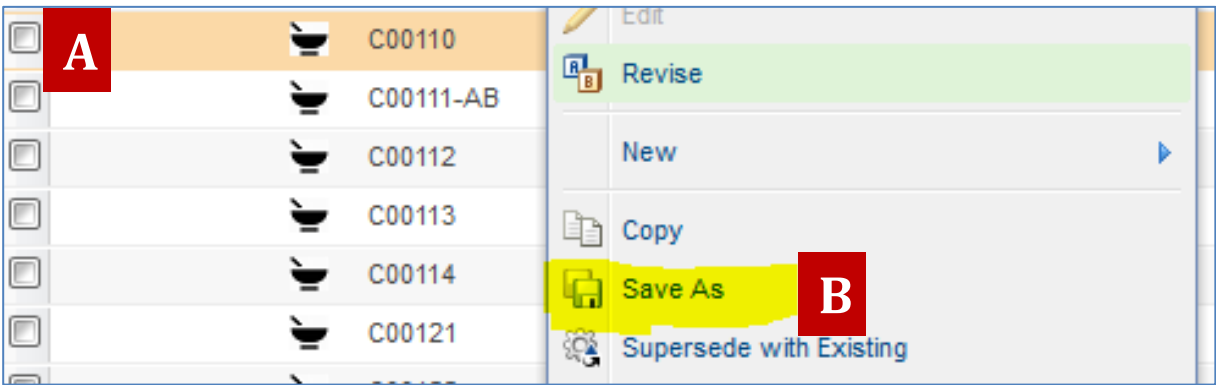 A
C00110
C00111-AB
C00112
C00113
C00114
C00121
Edit
A
B
Revise
New
Copy
Save As
B
Supersede with Existing